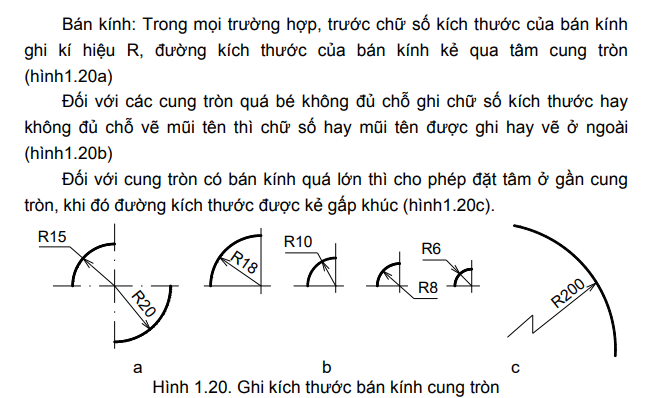 Bán kính: Trong mọi trường hợp, trước chữ số kích thước của bán kính
ghi kí hiệu R, đường kích thước của bán kính kẻ qua tâm cung tròn
(hình1.20a)
Đối với các cung tròn quá bé không đủ chỗ ghi chữ số kích thước hay
không đủ chỗ vẽ mũi tên thì chữ số hay mũi tên được ghi hay vẽ ở ngoài
(hình1.20b)
Đối với cung tròn có bán kính quá lớn thì cho phép đặt tâm ở gần cung
tròn, khi đó đường kích thước được kẻ gấp khúc (hình1.20c).
R15
R20
R18
R10
R8
R6
R200
a
b
c
Hình 1.20. Ghi kích thước bán kính cung tròn